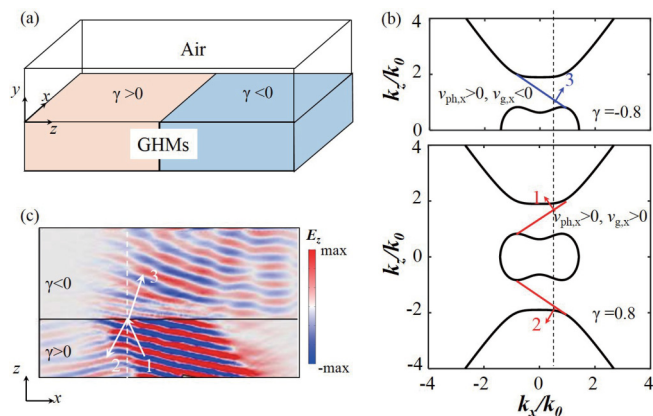 (a)
Air
γ >0
γ <0
y
x
z
GHMs
(b)
k_z/k_0
4
2
0
v_ph,x>0, v_g,x<0
3
γ =-0.8
k_z/k_0
4
2
0
-2
-4
1
v_ph,x>0, v_g,x>0
2
γ =0.8
-4
-2
0
2
4
k_x/k_0
(c)
E_z
max
-max
γ<0
γ>0
3
2
1
z
x